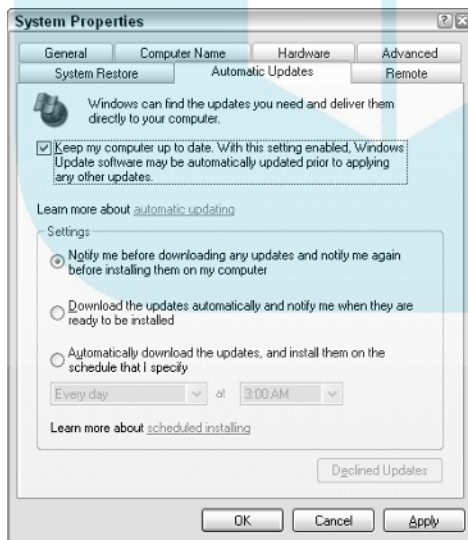 System Properties
General Computer Name Hardware Advanced
System Restore Automatic Updates Remote
Windows can find the updates you need and deliver them
directly to your computer.
Keep my computer up to date. With this setting enabled, Windows
Update software may be automatically updated prior to applying
any other updates.
Learn more about automatic updating
Settings
Notify me before downloading any updates and notify me again
before installing them on my computer
Download the updates automatically and notify me when they are
ready to be installed
Automatically download the updates, and install them on the
schedule that I specify
Every day at 3:00 AM
Learn more about scheduled installing
Declined Updates
OK Cancel Apply